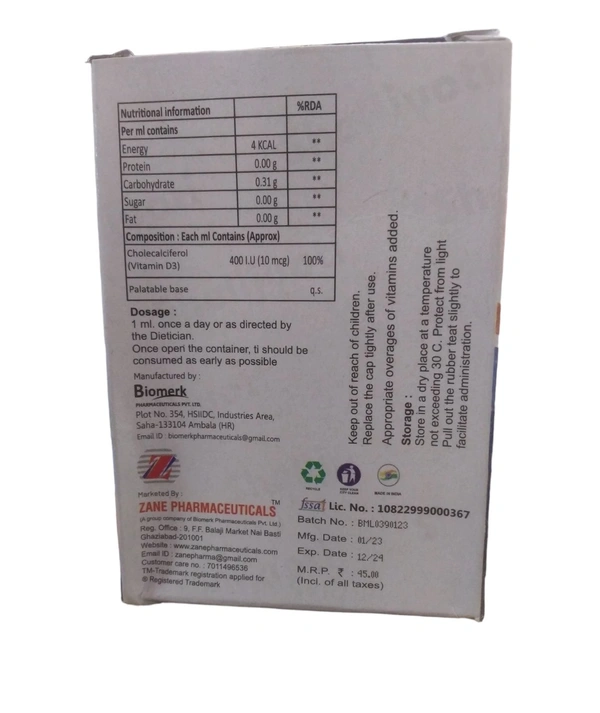 Nutritional information %RDA
Per ml contains
Energy 4 KCAL **
Protein 0.00 g **
Carbohydrate 0.31 g **
Sugar 0.00 g **
Fat 0.00 g **
Composition : Each ml Contains (Approx)
Cholecalciferol
(Vitamin D3) 400 I.U (10 mcg) 100%
Palatable base q.s.
Dosage :
1 ml. once a day or as directed by
the Dietician.
Once open the container, ti should be
consumed as early as possible
Manufactured by :
Biomerk
PHARMACEUTICALS PVT. LTD.
Plot No. 354, HSIIDC, Industries Area,
Saha-133104 Ambala (HR)
Email ID : biomerkpharmaceuticals@gmail.com
Z
Marketed By :
ZANE PHARMACEUTICALS TM
(A group company of Biomerk Pharmaceuticals Pvt. Ltd.)
Reg. Office : 9, F.F. Balaji Market Nai Basti
Ghaziabad-201001
Website : www.zanepharmaceuticals.com
Email ID : zanepharma@gmail.com
Customer care no. : 7011496536
TM-Trademark registration applied for
® Registered Trademark
Keep out of reach of children.
Replace the cap tightly after use.
Appropriate overages of vitamins added.
Storage :
Store in a dry place at a temperature
not exceeding 30 C. Protect from light
Pull out the rubber teat slightly to
facilitate administration.
RECYCLE
KEEP YOUR
CITY CLEAN
MADE IN INDIA
fssai Lic. No. : 10822999000367
Batch No. : BML0390123
Mfg. Date : 01/23
Exp. Date : 12/24
M.R.P. ₹ : 45.00
(Incl. of all taxes)